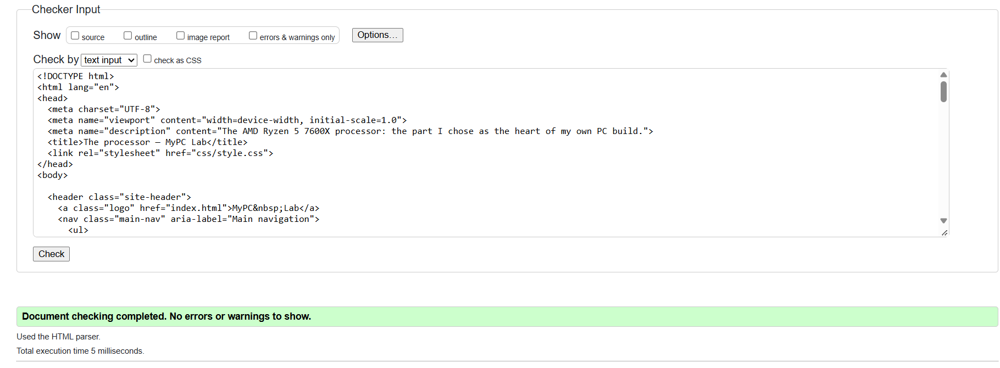 Checker Input
Show source outline image report errors & warnings only Options...
Check by text input check as CSS
<!DOCTYPE html>
<html lang="en">
<head>
  <meta charset="UTF-8">
  <meta name="viewport" content="width=device-width, initial-scale=1.0">
  <meta name="description" content="The AMD Ryzen 5 7600X processor: the part I chose as the heart of my own PC build.">
  <title>The processor — MyPC Lab</title>
  <link rel="stylesheet" href="css/style.css">
</head>
<body>
  <header class="site-header">
    <a class="logo" href="index.html">MyPC&nbsp;Lab</a>
    <nav class="main-nav" aria-label="Main navigation">
      <ul>
Check
Document checking completed. No errors or warnings to show.
Used the HTML parser.
Total execution time 5 milliseconds.